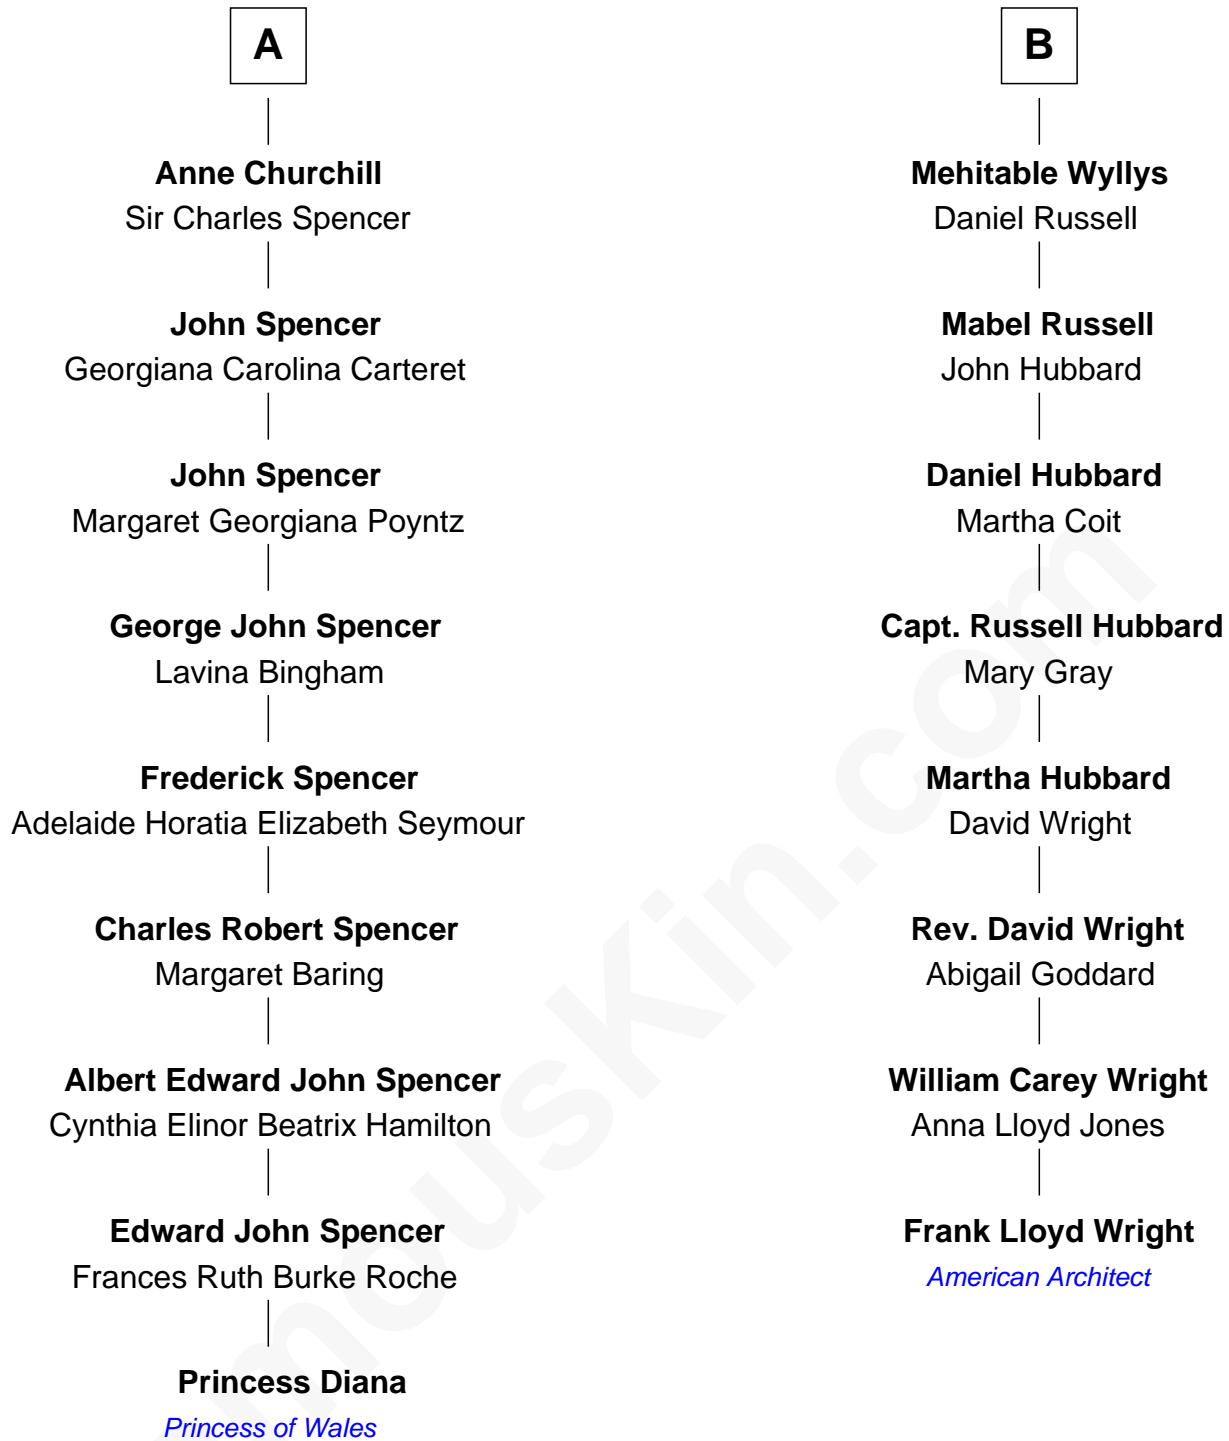 A
Anne Churchill
Sir Charles Spencer
John Spencer
Georgiana Carolina Carteret
John Spencer
Margaret Georgiana Poyntz
George John Spencer
Lavina Bingham
Frederick Spencer
Adelaide Horatia Elizabeth Seymour
Charles Robert Spencer
Margaret Baring
Albert Edward John Spencer
Cynthia Elinor Beatrix Hamilton
Edward John Spencer
Frances Ruth Burke Roche
Princess Diana
Princess of Wales
B
Mehitable Wyllys
Daniel Russell
Mabel Russell
John Hubbard
Daniel Hubbard
Martha Coit
Capt. Russell Hubbard
Mary Gray
Martha Hubbard
David Wright
Rev. David Wright
Abigail Goddard
William Carey Wright
Anna Lloyd Jones
Frank Lloyd Wright
American Architect
mousKin.com